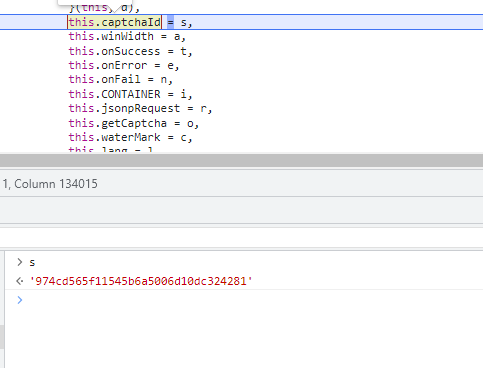 }(this, d),
this.captchaId = s,
this.winWidth = a,
this.onSuccess = t,
this.onError = e,
this.onFail = n,
this.CONTAINER = i,
this.jsonpRequest = r,
this.getCaptcha = o,
this.waterMark = c,
this.lang = l
1, Column 134015
> s
<· '974cd565f11545b6a5006d10dc324281'
>